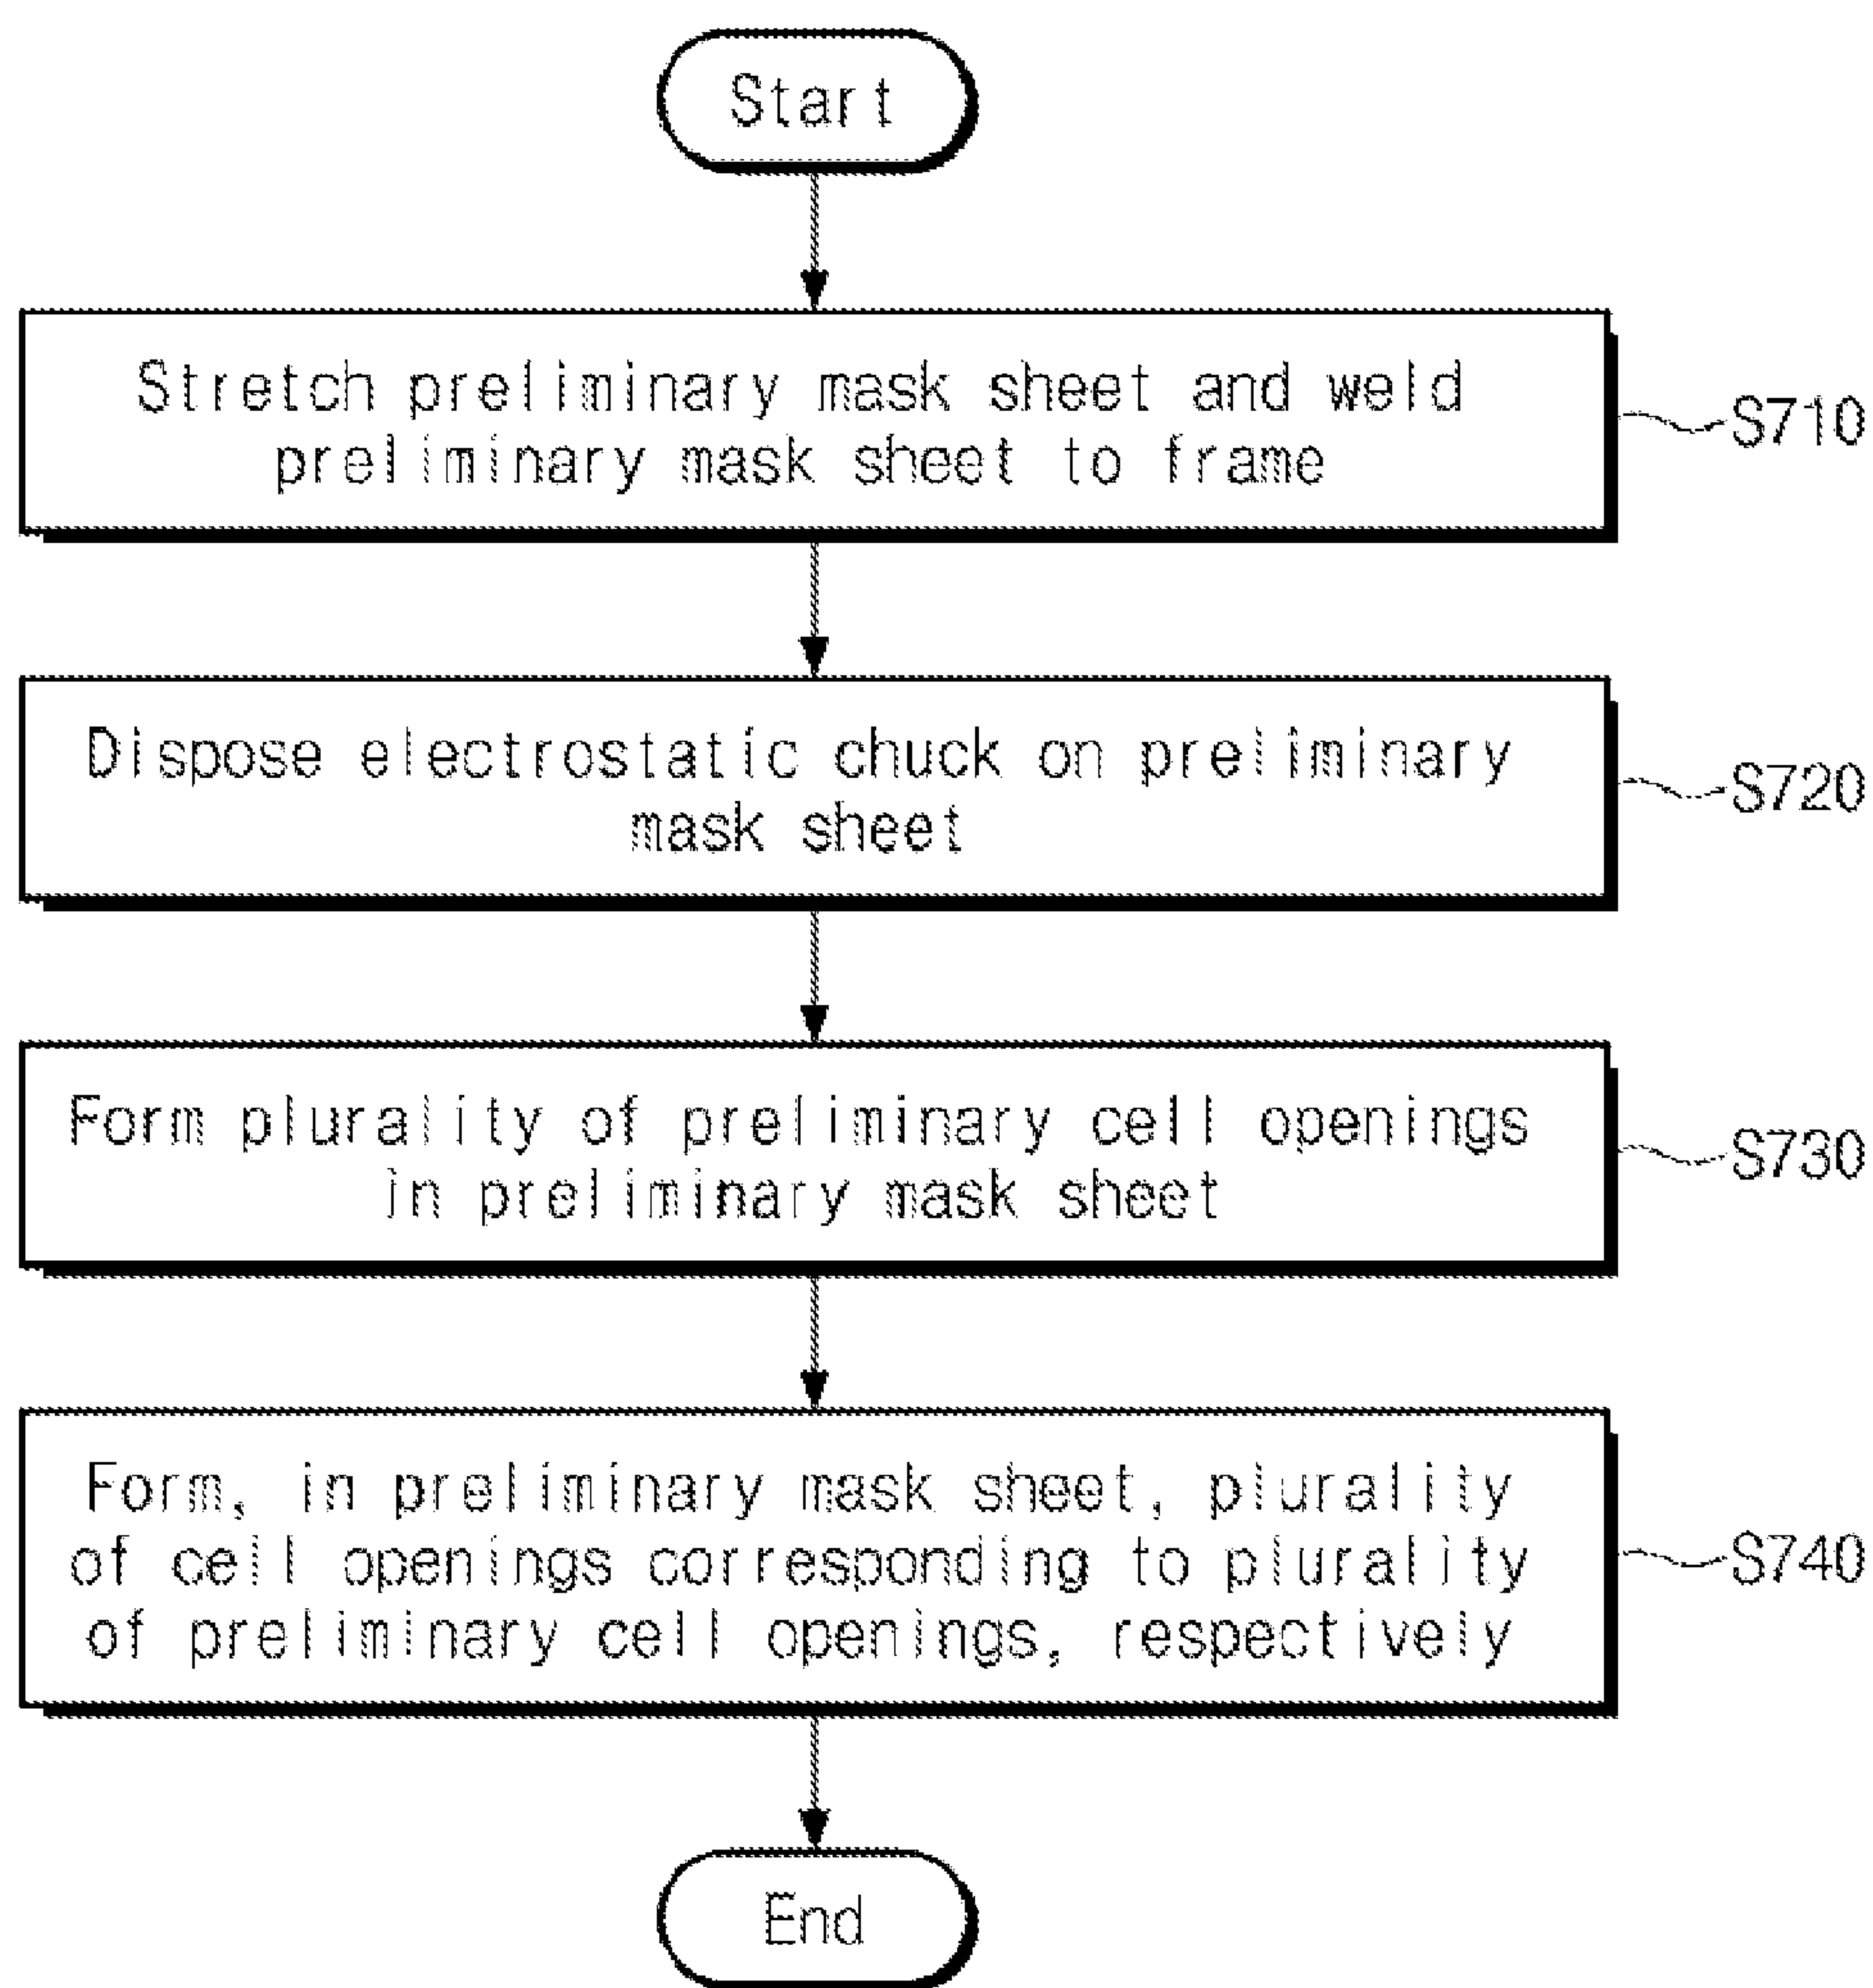 Start
Stretch preliminary mask sheet and weld
preliminary mask sheet to frame
S710
Dispose electrostatic chuck on preliminary
mask sheet
S720
Form plurality of preliminary cell openings
in preliminary mask sheet
S730
Form, in preliminary mask sheet, plurality
of cell openings corresponding to plurality
of preliminary cell openings, respectively
S740
End